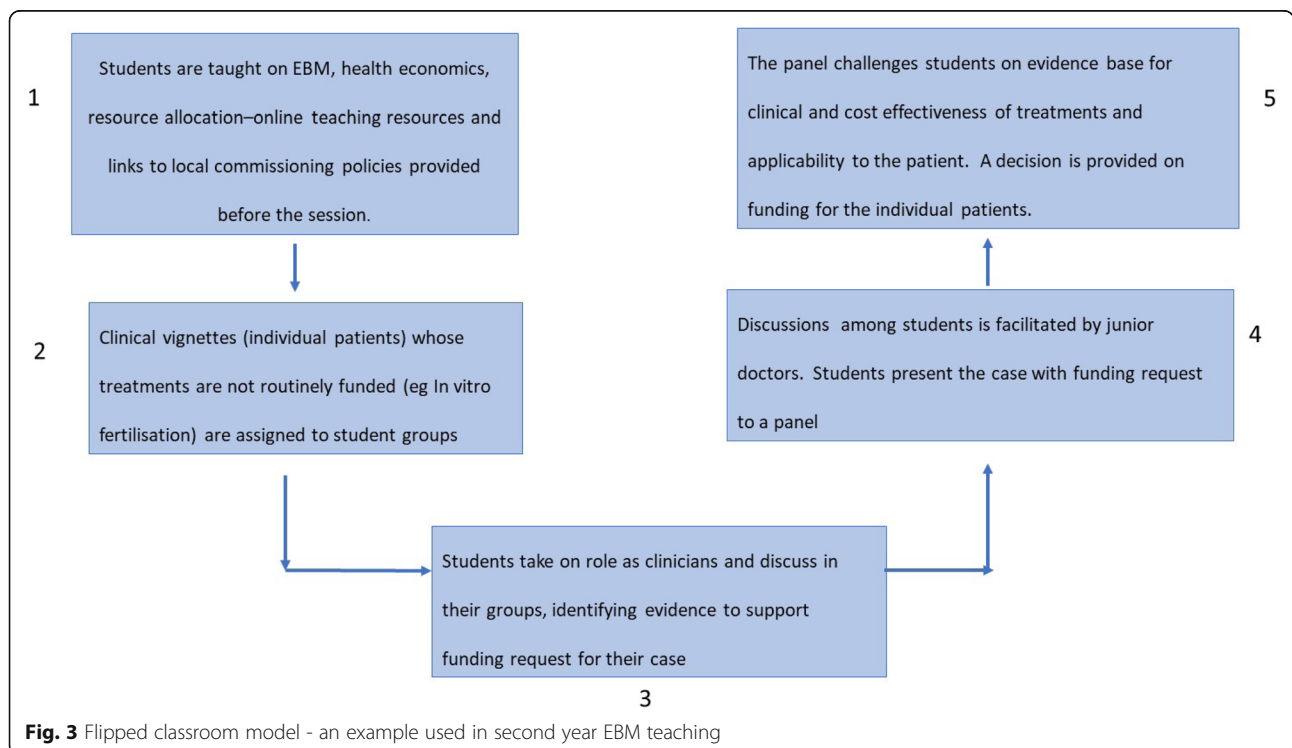 1
Students are taught on EBM, health economics,
resource allocation–online teaching resources and
links to local commissioning policies provided
before the session.
2
Clinical vignettes (individual patients) whose
treatments are not routinely funded (eg In vitro
fertilisation) are assigned to student groups
Students take on role as clinicians and discuss in
their groups, identifying evidence to support
funding request for their case
3
Discussions among students is facilitated by junior
doctors. Students present the case with funding request
to a panel
4
The panel challenges students on evidence base for
clinical and cost effectiveness of treatments and
applicability to the patient. A decision is provided on
funding for the individual patients.
5
Fig. 3 Flipped classroom model - an example used in second year EBM teaching